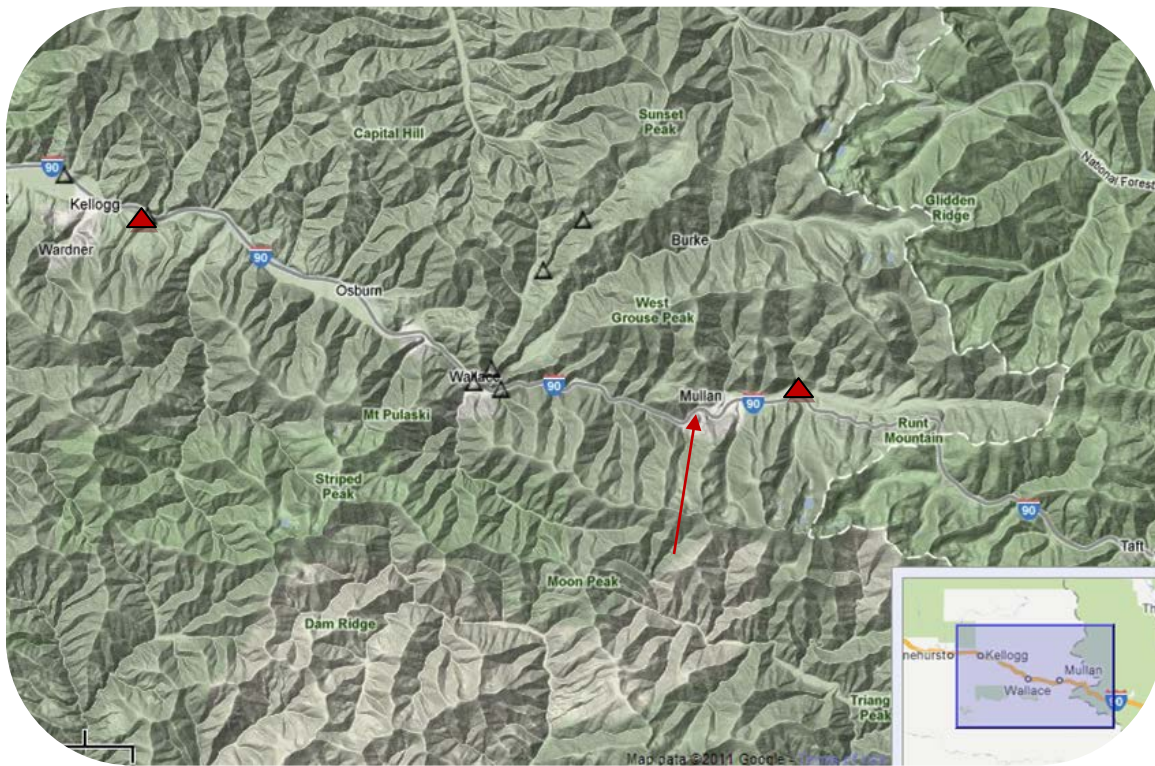 Capital Hill
Sunset
Peak
90
National Forest
Kellogg
Glidden
Ridge
Wardner
Burke
90
Osburn
West
Grouse Peak
Wallace
90
Mullan
90
Mt Pulaski
Runt
Mountain
Striped
Peak
90
Taft
Moon Peak
Dam Ridge
Th
nehurst
Kellogg
Mullan
Wallace
90
Triang
Peak
Map data ©2011 Google -